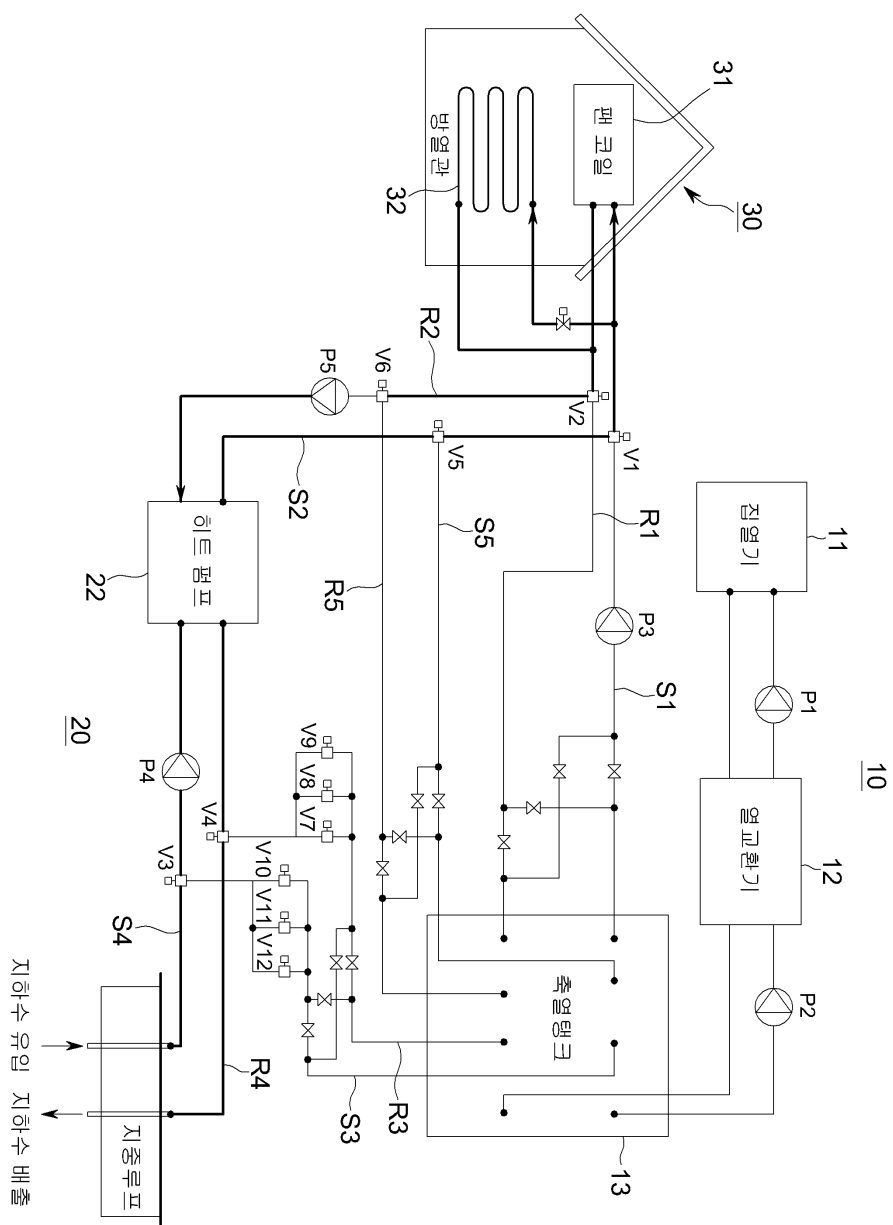 10
11
12
P1
P2
30
집열기
열교환기
31
S1
P3
R1
V1
13
팬 코일
V2
축열탱크
S5
V5
방열관
R2
32
V6
R3
S3
R5
P5
V9
V8
V7
S2
V10
V11
V12
R4
V4
히트 펌프
V3
P4
지중루프
S4
22
20
지하수 유입
지하수 배출